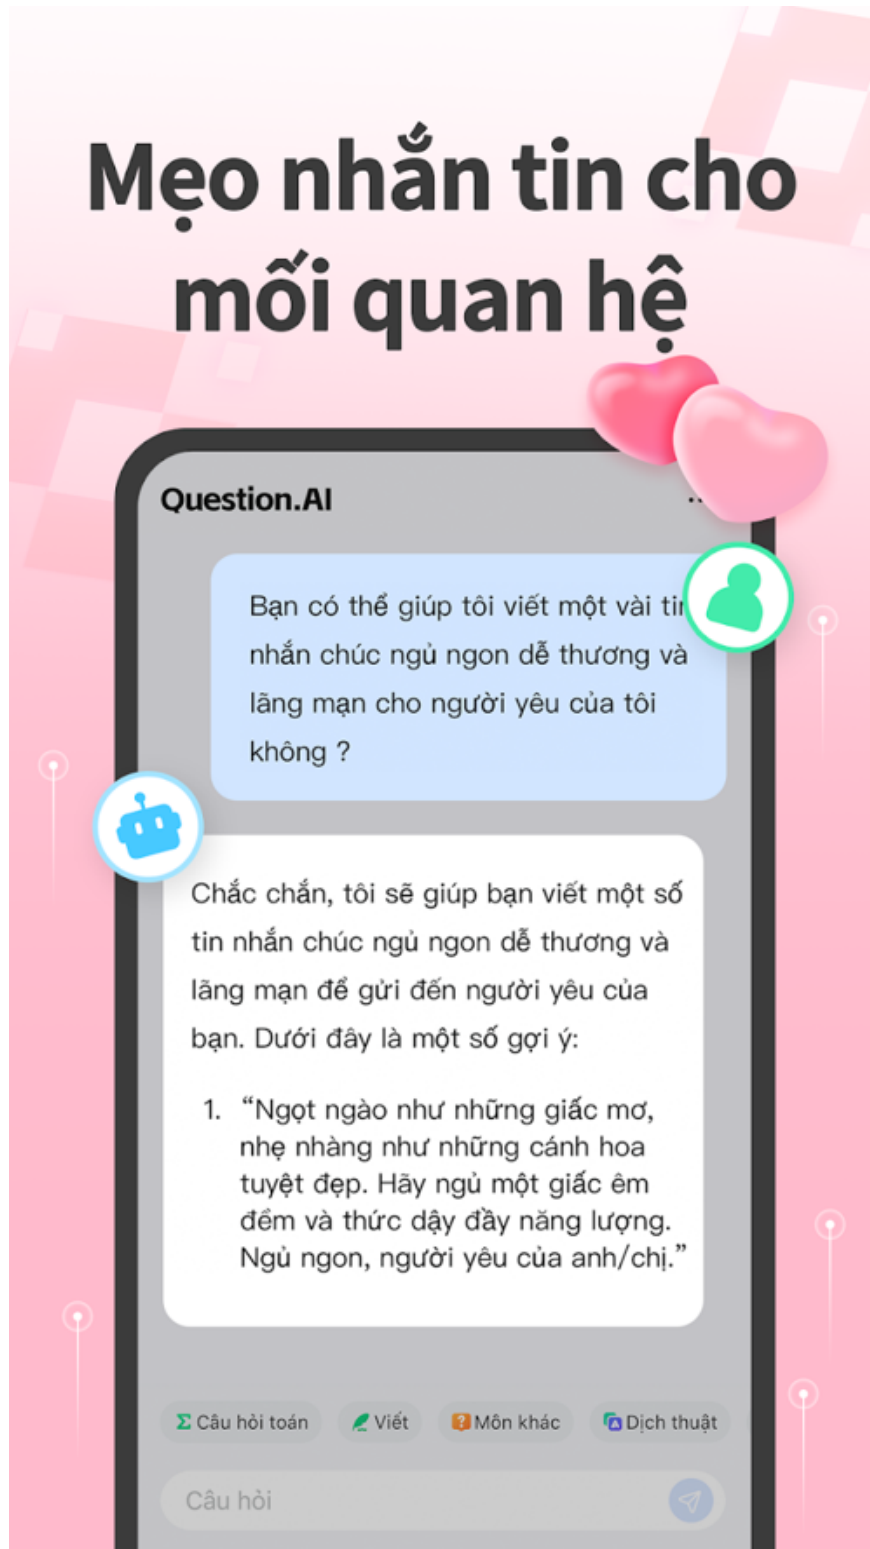 Mẹo nhắn tin cho
mối quan hệ
Question.AI
Bạn có thể giúp tôi viết một vài tin
nhắn chúc ngủ ngon dễ thương và
lãng mạn cho người yêu của tôi
không ?
Chắc chắn, tôi sẽ giúp bạn viết một số
tin nhắn chúc ngủ ngon dễ thương và
lãng mạn để gửi đến người yêu của
bạn. Dưới đây là một số gợi ý:
1. “Ngọt ngào như những giấc mơ,
nhẹ nhàng như những cánh hoa
tuyệt đẹp. Hãy ngủ một giấc êm
đềm và thức dậy đầy năng lượng.
Ngủ ngon, người yêu của anh/chị.”
Câu hỏi toán Viết Môn khác Dịch thuật
Câu hỏi